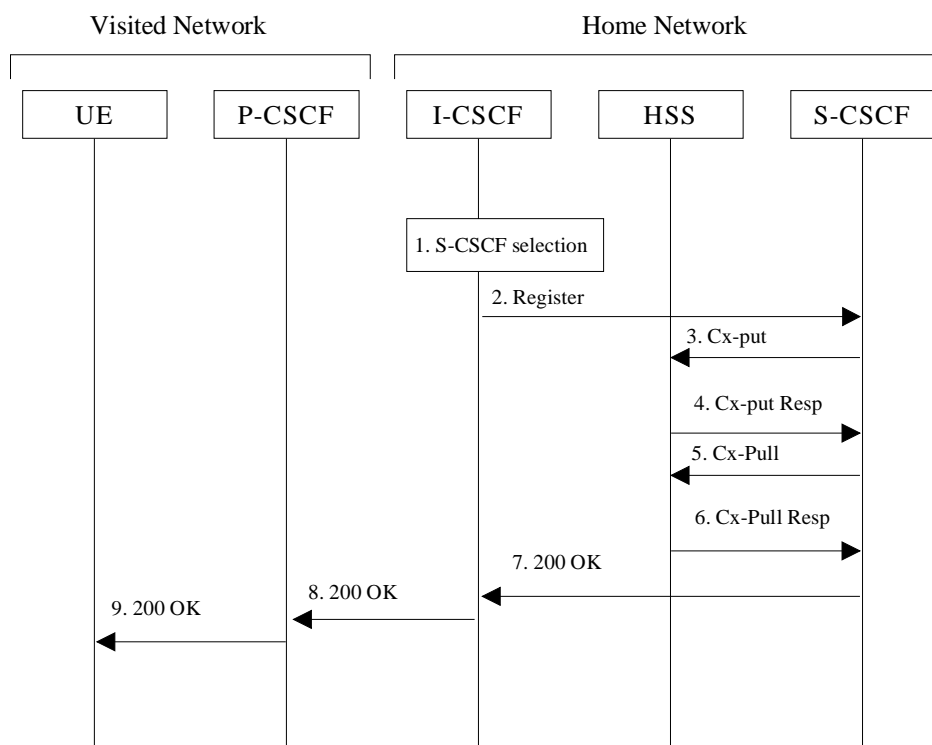 Visited Network
Home Network
UE
P-CSCF
I-CSCF
HSS
S-CSCF
1. S-CSCF selection
2. Register
3. Cx-put
4. Cx-put Resp
5. Cx-Pull
6. Cx-Pull Resp
7. 200 OK
8. 200 OK
9. 200 OK